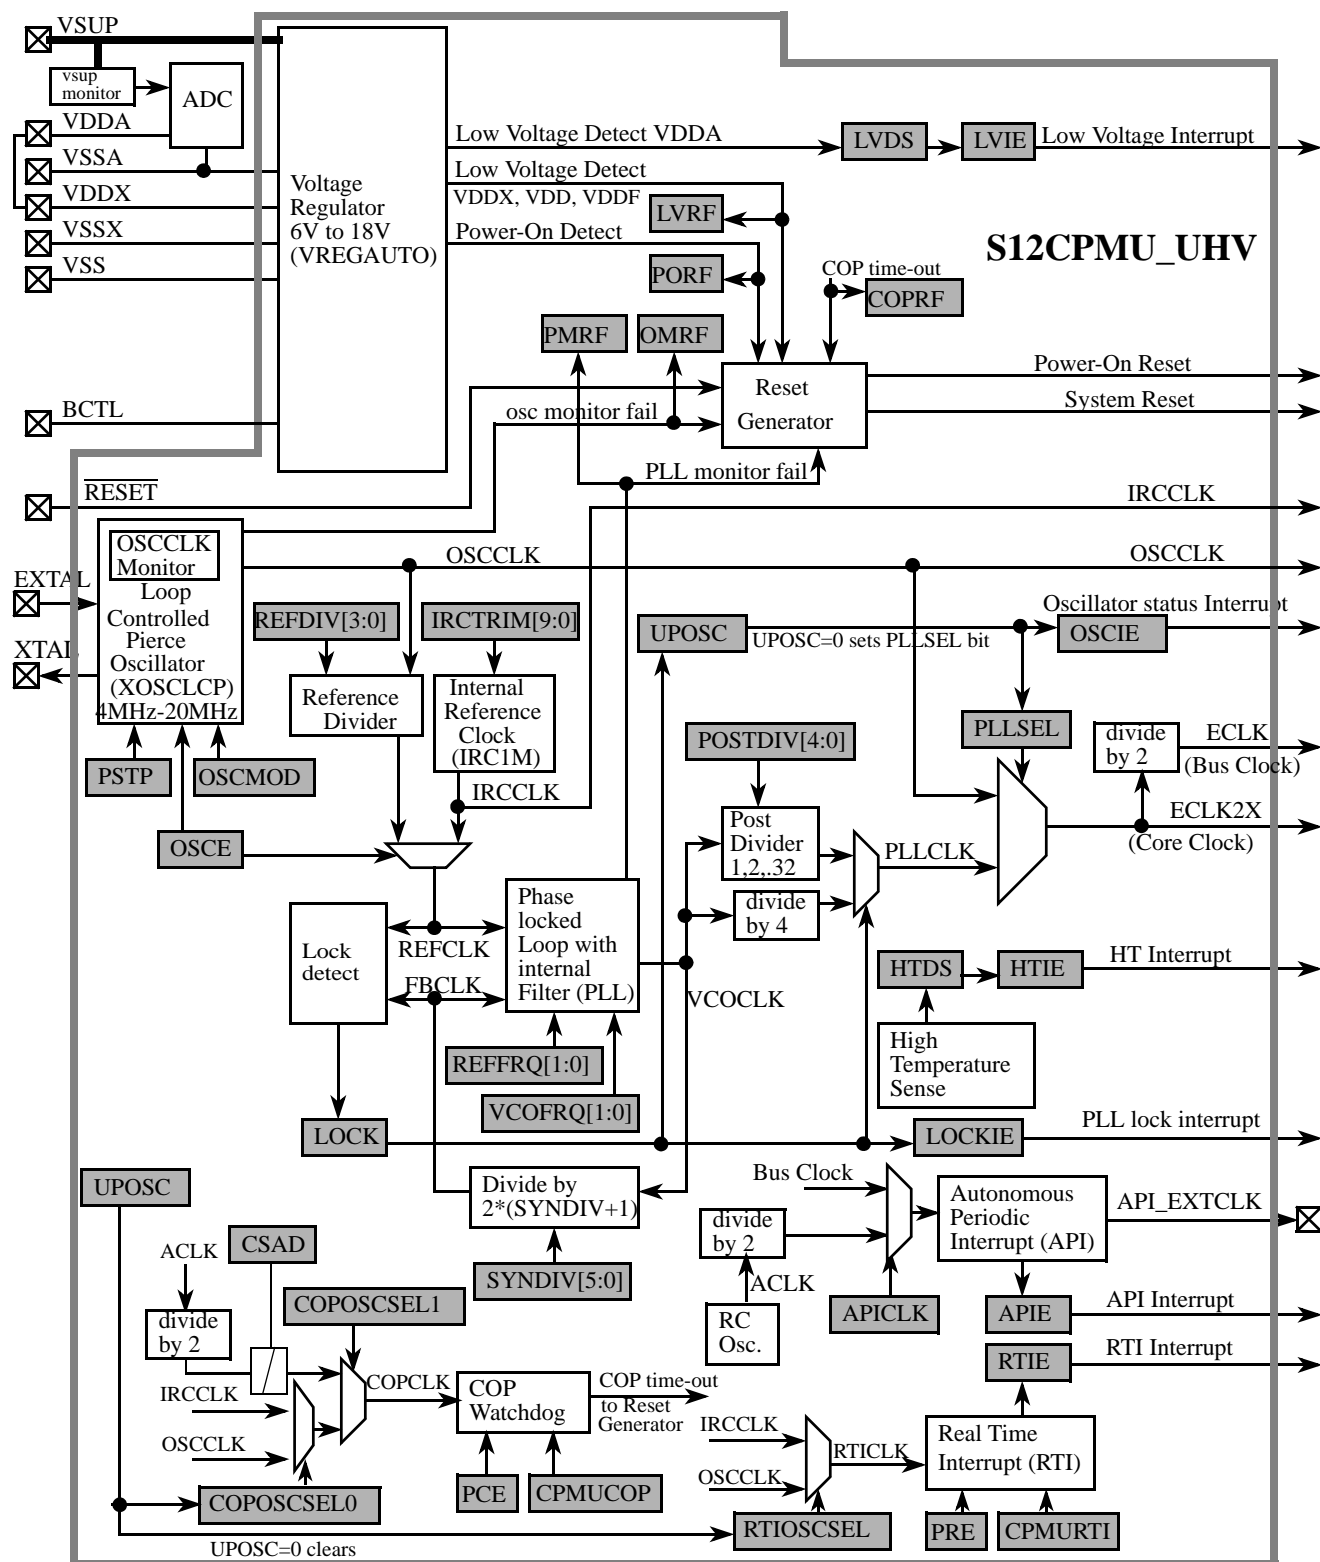 VSUP
vsup
monitor
ADC
VDDA
VSSA
VDDX
VSSX
VSS
BCTL
Voltage
Regulator
6V to 18V
(VREGAUTO)
Low Voltage Detect VDDA
LVDS
LVIE
Low Voltage Interrupt
Low Voltage Detect
VDDX, VDD, VDDF
LVRF
Power-On Detect
PORF
S12CPMU_UHV
COP time-out
COPRF
PMRF
OMRF
Reset
Generator
Power-On Reset
System Reset
osc monitor fail
PLL monitor fail
RESET
IRCCLK
OSCCLK
Monitor
Loop
Controlled
Pierce
Oscillator
(XOSCLCP)
4MHz-20MHz
EXTAL
XTAL
OSCCLK
OSCCLK
REFDIV[3:0]
IRCTRIM[9:0]
UPOSC
UPOSC=0 sets PLLSEL bit
Oscillator status Interrupt
OSCIE
Reference
Divider
Internal
Reference
Clock
(IRC1M)
PSTP
OSCMOD
OSCE
IRCCLK
POSTDIV[4:0]
PLLSEL
divide
by 2
ECLK
(Bus Clock)
ECLK2X
(Core Clock)
Post
Divider
1,2,.32
PLLCLK
divide
by 4
Phase
locked
Loop with
internal
Filter (PLL)
REFCLK
FBCLK
Lock
detect
VCOCLK
REFFRQ[1:0]
VCOFRQ[1:0]
HTDS
HTIE
HT Interrupt
High
Temperature
Sense
LOCK
LOCKIE
PLL lock interrupt
UPOSC
Divide by
2*(SYNDIV+1)
SYNDIV[5:0]
Bus Clock
divide
by 2
ACLK
RC
Osc.
APICLK
Autonomous
Periodic
Interrupt (API)
API_EXTCLK
APIE
API Interrupt
RTIE
RTI Interrupt
CSAD
ACLK
divide
by 2
COPOSCSEL1
IRCCLK
OSCCLK
COPCLK
COP
Watchdog
COP time-out
to Reset
Generator
COPOSCSEL0
PCE
CPMUCOP
IRCCLK
OSCCLK
RTICLK
Real Time
Interrupt (RTI)
RTIOSCSEL
PRE
CPMURTI
UPOSC=0 clears